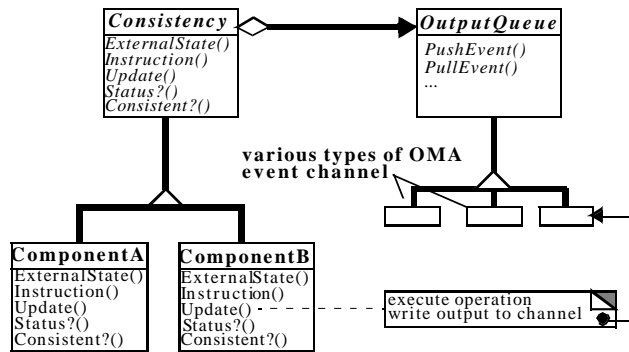 Consistency
ExternalState()
Instruction()
Update()
Status?()
Consistent?()
OutputQueue
PushEvent()
PullEvent()
...
various types of OMA
event channel
ComponentA
ExternalState()
Instruction()
Update()
Status?()
Consistent?()
ComponentB
ExternalState()
Instruction()
Update()
Status?()
Consistent?()
execute operation
write output to channel